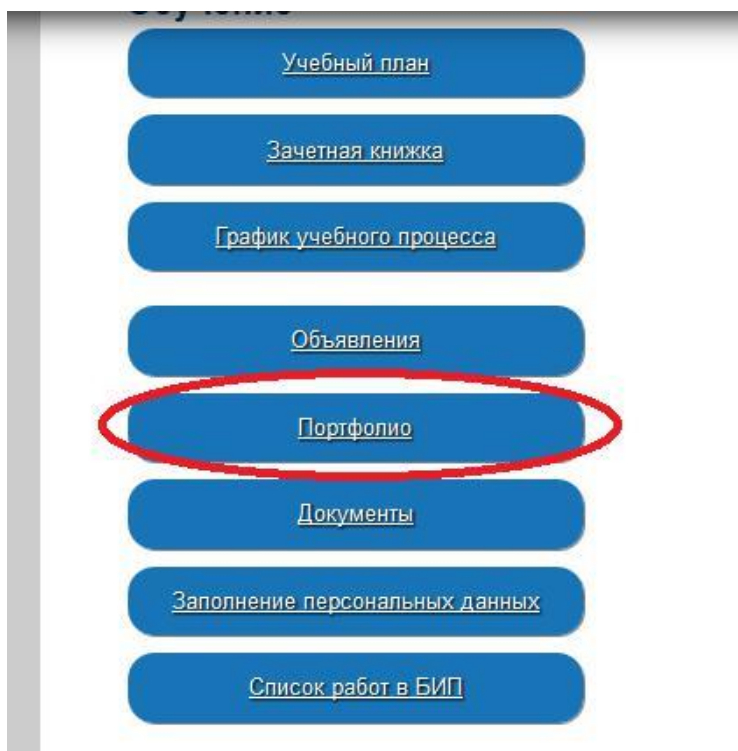 Учебный план
Зачетная книжка
График учебного процесса
Объявления
Портфолио
Документы
Заполнение персональных данных
Список работ в БИП